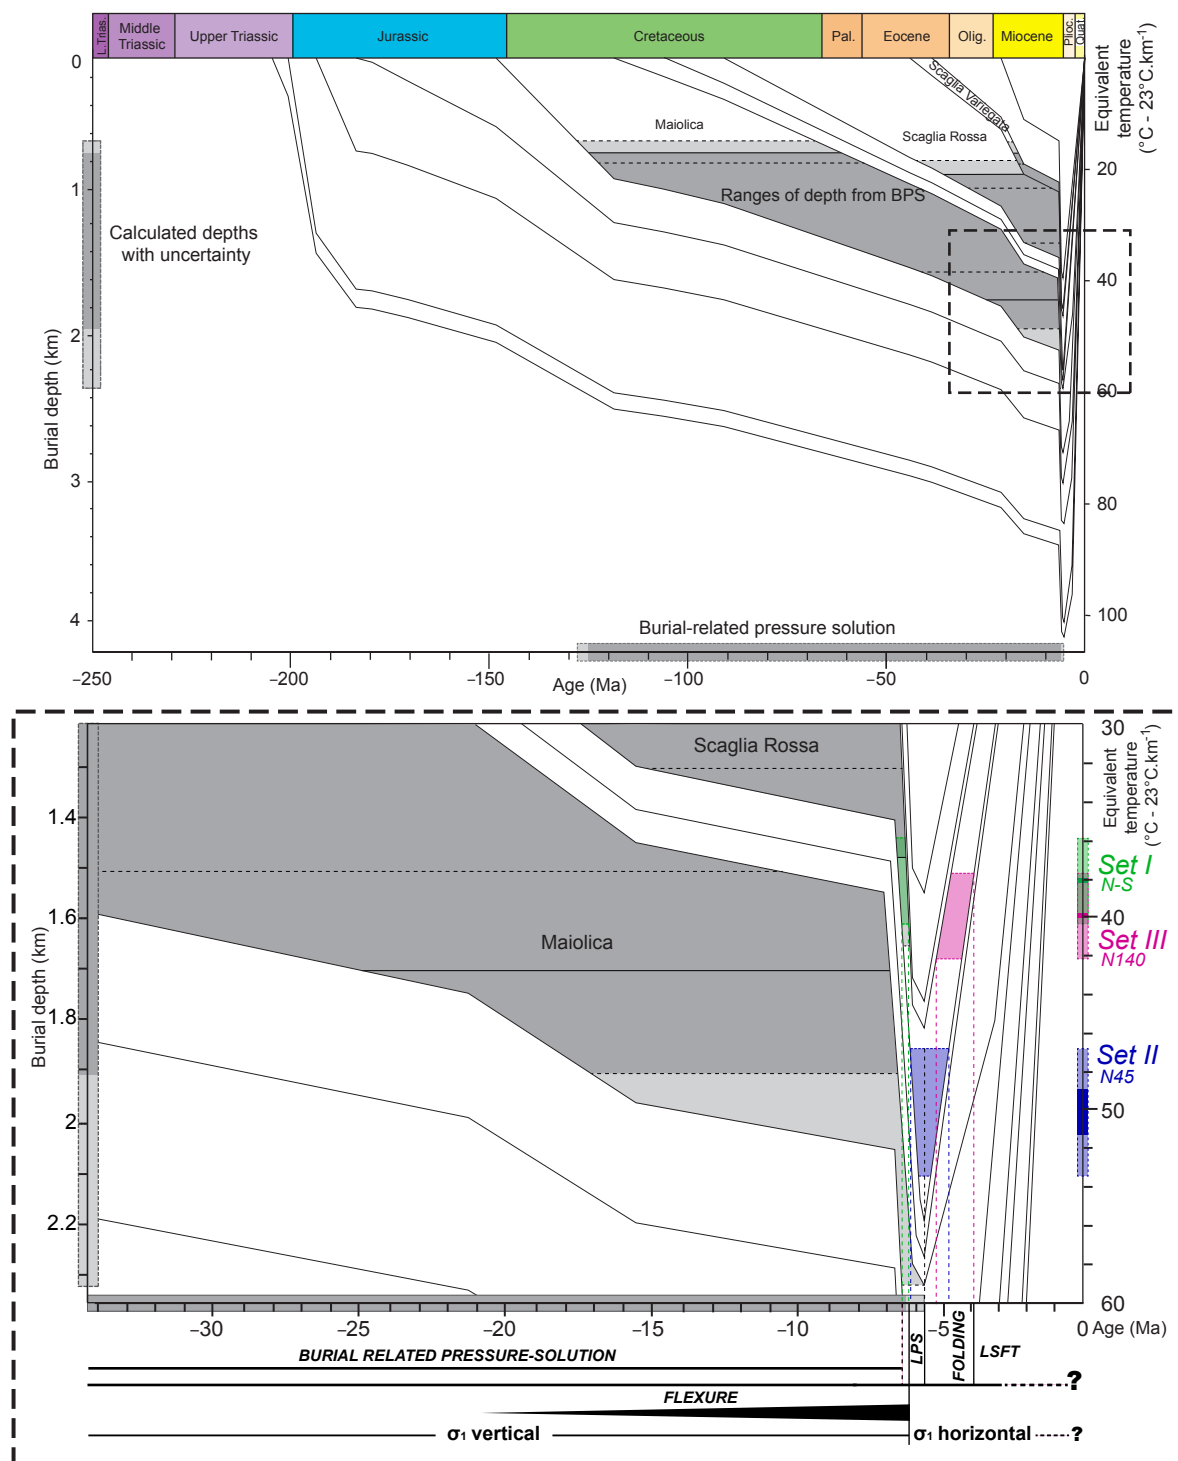 L.Trias.
Middle
Triassic
Upper Triassic
Jurassic
Cretaceous
Pal.
Eocene
Olig.
Miocene
Plioc.
Quat.
0
1
2
3
4
Burial depth (km)
Calculated depths
with uncertainty
Maiolica
Scaglia Variegata
Scaglia Rossa
Ranges of depth from BPS
Equivalent
temperature
(°C - 23°C.km-1)
20
40
60
80
100
Burial-related pressure solution
−250
−200
−150
−100
−50
0
Age (Ma)
Scaglia Rossa
Maiolica
1.4
1.6
1.8
2
2.2
Burial depth (km)
30
40
50
60
Equivalent
temperature
(°C - 23°C.km-1)
Set I
N-S
Set III
N140
Set II
N45
−30
−25
−20
−15
−10
−5
0 Age (Ma)
BURIAL RELATED PRESSURE-SOLUTION
LPS
FOLDING
LSFT
?
FLEXURE
σ1 vertical
σ1 horizontal
?